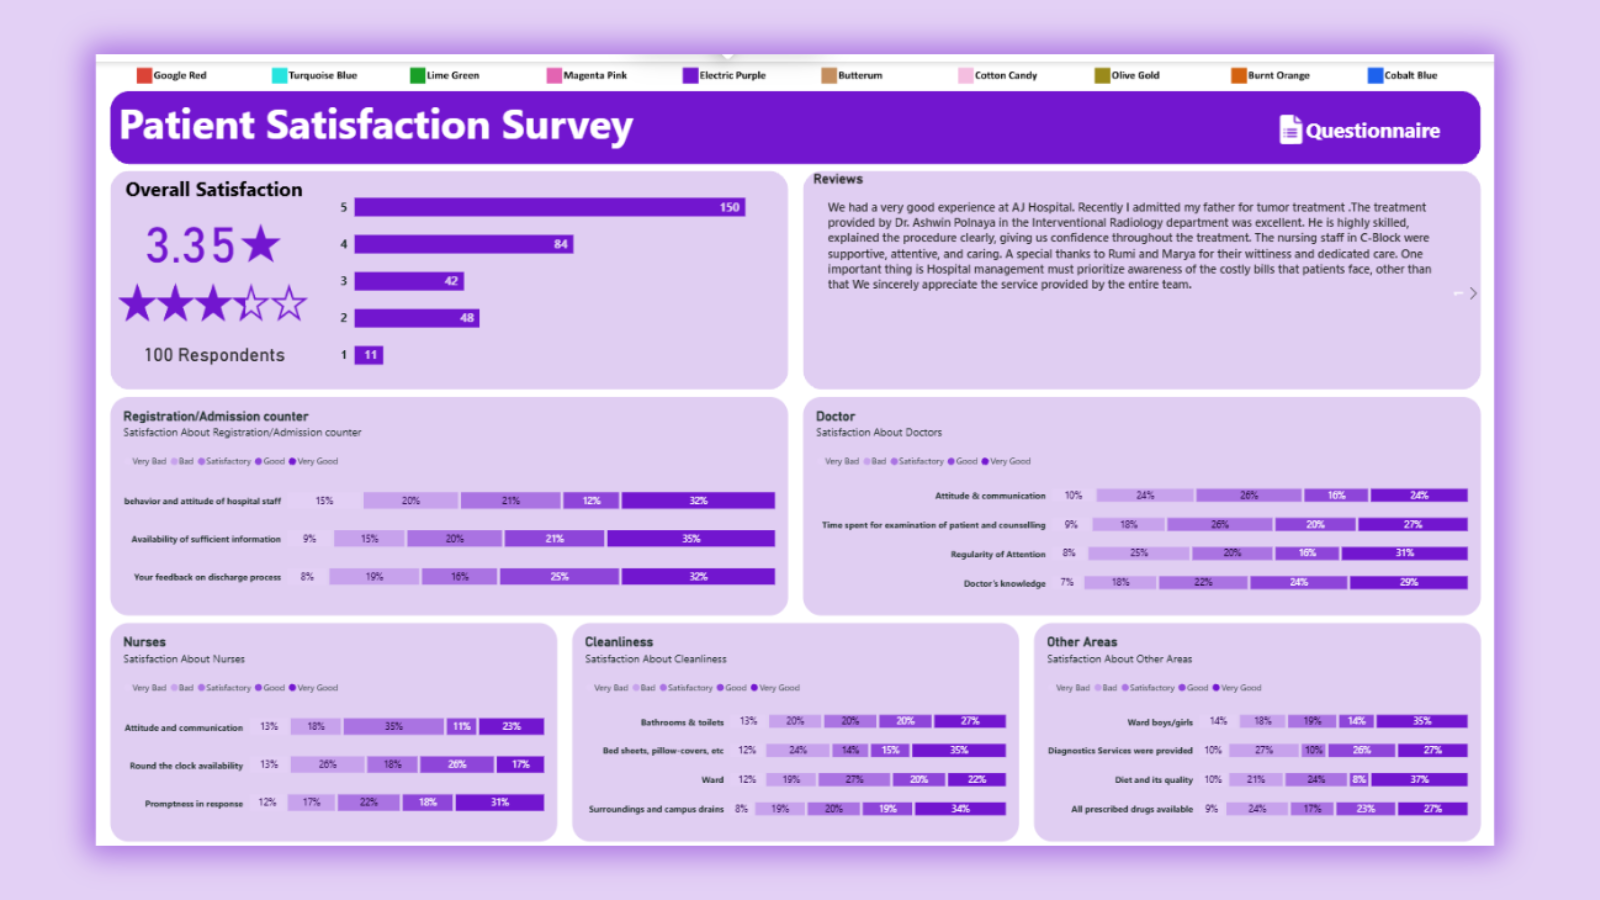 Google Red
Turquoise Blue
Lime Green
Magenta Pink
Electric Purple
Butterum
Cotton Candy
Olive Gold
Burnt Orange
Cobalt Blue
Patient Satisfaction Survey
Questionnaire
Overall Satisfaction
3.35
100 Respondents
5 150
4 84
3 42
2 48
1 11
Reviews
We had a very good experience at AJ Hospital. Recently I admitted my father for tumor treatment .The treatment
provided by Dr. Ashwin Polnaya in the Interventional Radiology department was excellent. He is highly skilled,
explained the procedure clearly, giving us confidence throughout the treatment. The nursing staff in C-Block were
supportive, attentive, and caring. A special thanks to Rumi and Marya for their wittiness and dedicated care. One
important thing is Hospital management must prioritize awareness of the costly bills that patients face, other than
that We sincerely appreciate the service provided by the entire team.
Registration/Admission counter
Satisfaction About Registration/Admission counter
Very Bad Bad Satisfactory Good Very Good
behavior and attitude of hospital staff 15% 20% 21% 12% 32%
Availability of sufficient information 9% 15% 20% 21% 35%
Your feedback on discharge process 8% 19% 16% 25% 32%
Doctor
Satisfaction About Doctors
Very Bad Bad Satisfactory Good Very Good
Attitude & communication 10% 24% 26% 16% 24%
Time spent for examination of patient and counselling 9% 18% 26% 20% 27%
Regularity of Attention 8% 25% 20% 16% 31%
Doctor's knowledge 7% 18% 22% 24% 29%
Nurses
Satisfaction About Nurses
Very Bad Bad Satisfactory Good Very Good
Attitude and communication 13% 18% 35% 11% 23%
Round the clock availability 13% 26% 18% 26% 17%
Promptness in response 12% 17% 22% 18% 31%
Cleanliness
Satisfaction About Cleanliness
Very Bad Bad Satisfactory Good Very Good
Bathrooms & toilets 13% 20% 20% 20% 27%
Bed sheets, pillow-covers, etc 12% 24% 14% 15% 35%
Ward 12% 19% 27% 20% 22%
Surroundings and campus drains 8% 19% 20% 19% 34%
Other Areas
Satisfaction About Other Areas
Very Bad Bad Satisfactory Good Very Good
Ward boys/girls 14% 18% 19% 14% 35%
Diagnostics Services were provided 10% 27% 10% 26% 27%
Diet and its quality 10% 21% 24% 8% 37%
All prescribed drugs available 9% 24% 17% 23% 27%